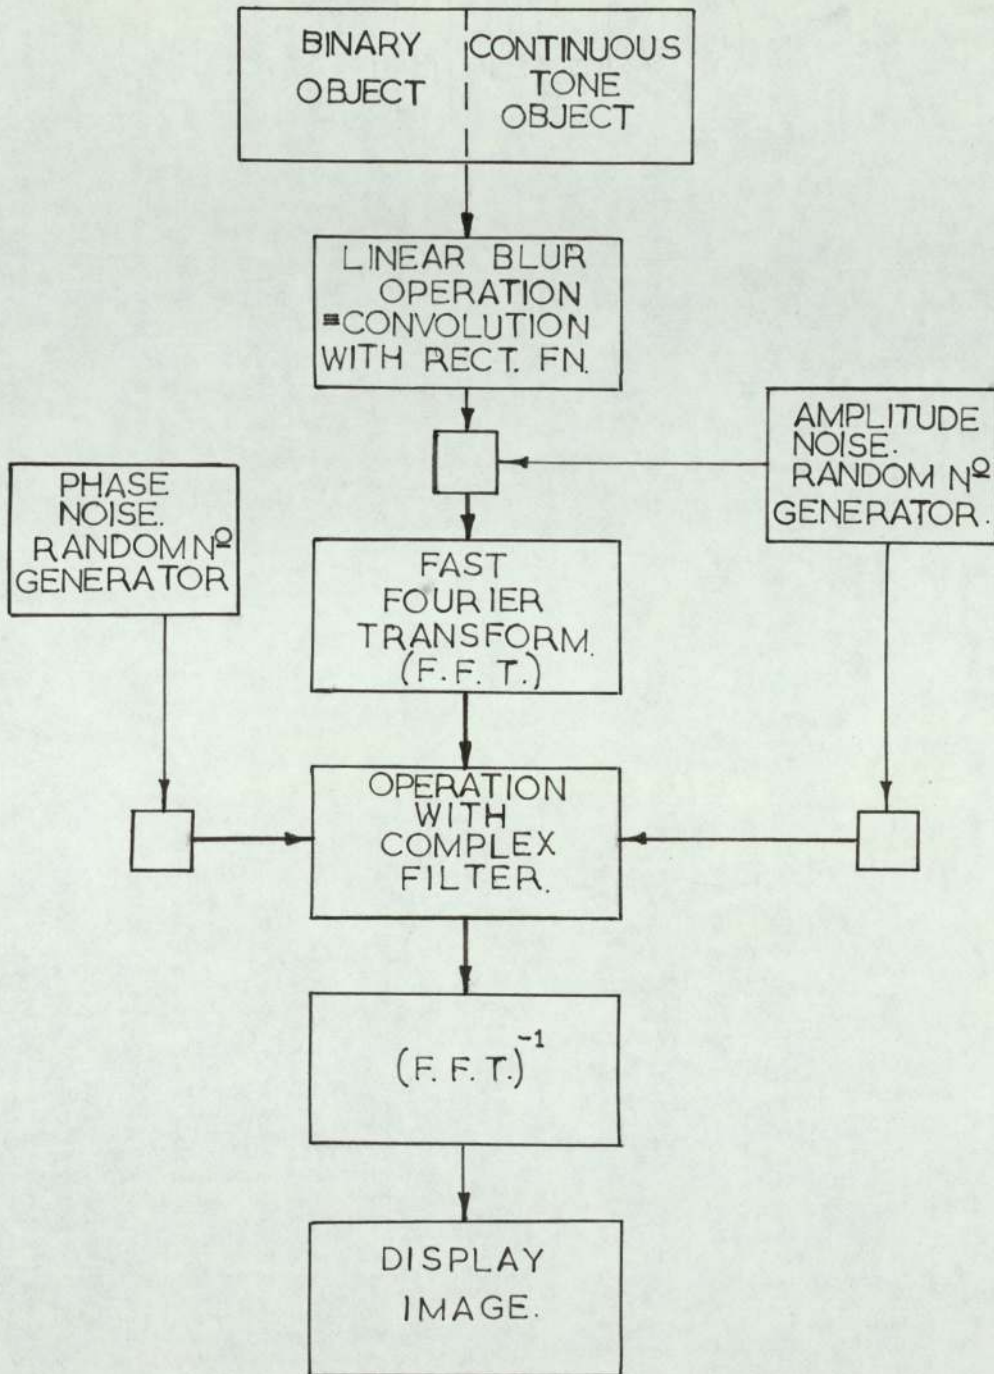 BINARY
OBJECT
CONTINUOUS
TONE
OBJECT
LINEAR BLUR
OPERATION
≡CONVOLUTION
WITH RECT. FN.
AMPLITUDE
NOISE.
RANDOM Nº
GENERATOR.
PHASE
NOISE.
RANDOM Nº
GENERATOR
FAST
FOURIER
TRANSFORM.
(F. F. T.)
OPERATION
WITH
COMPLEX
FILTER.
(F. F. T.)⁻¹
DISPLAY
IMAGE.